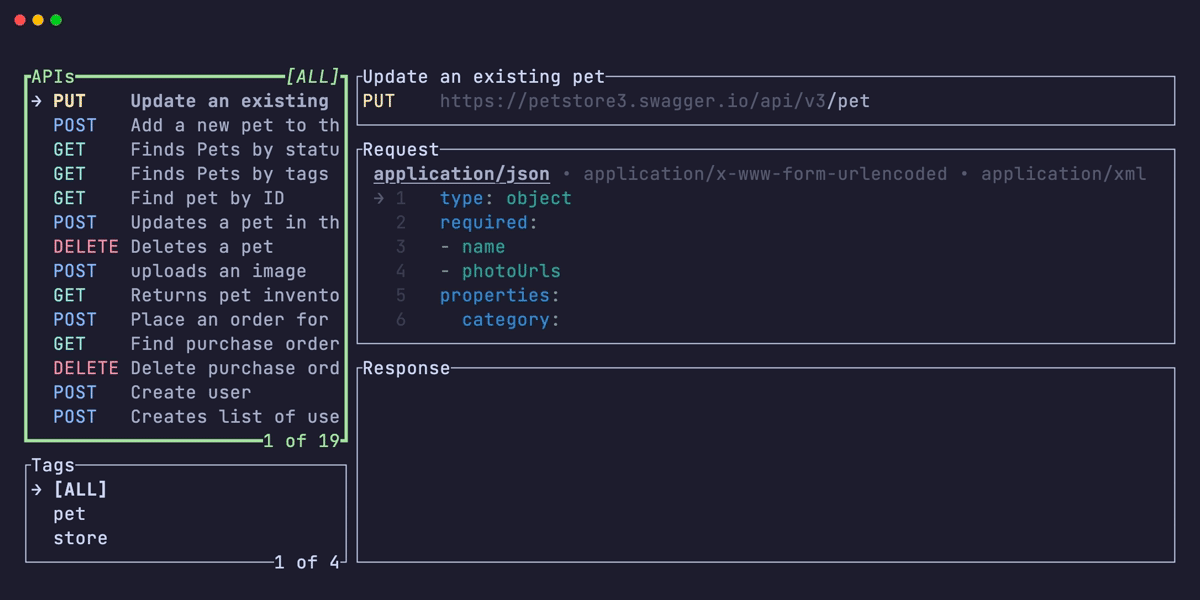 APIs [ALL]
→ PUT Update an existing
POST Add a new pet to th
GET Finds Pets by statu
GET Finds Pets by tags
GET Find pet by ID
POST Updates a pet in th
DELETE Deletes a pet
POST uploads an image
GET Returns pet invento
POST Place an order for
GET Find purchase order
DELETE Delete purchase ord
POST Create user
POST Creates list of use
1 of 19
Tags
→ [ALL]
pet
store
1 of 4
Update an existing pet
PUT https://petstore3.swagger.io/api/v3/pet
Request
application/json • application/x-www-form-urlencoded • application/xml
→ 1 type: object
2 required:
3 - name
4 - photoUrls
5 properties:
6 category:
Response